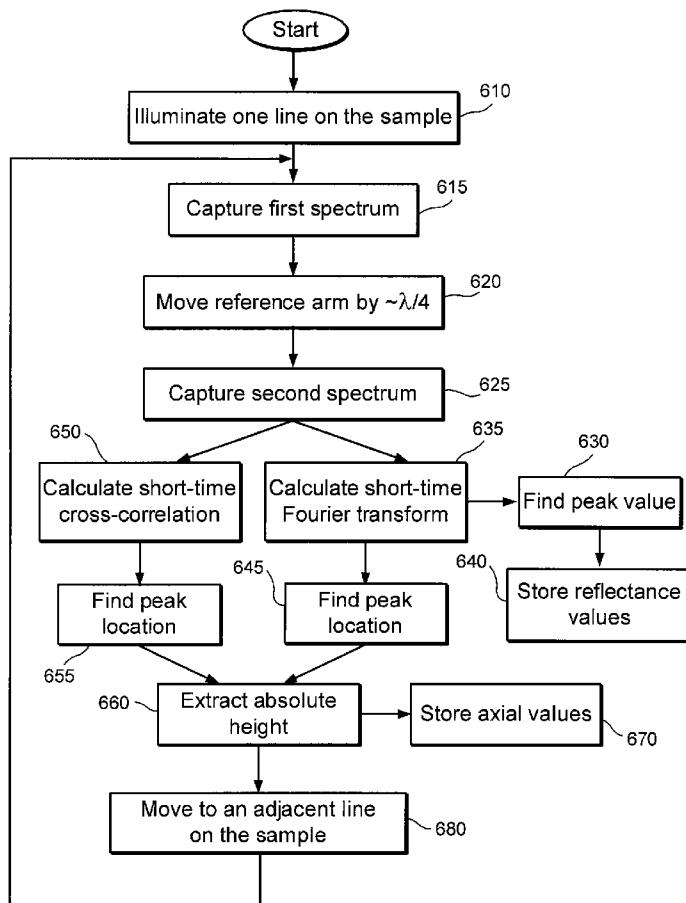 Start
610
Illuminate one line on the sample
615
Capture first spectrum
620
Move reference arm by ~λ/4
625
Capture second spectrum
650
635
630
Calculate short-time
cross-correlation
Calculate short-time
Fourier transform
Find peak value
645
640
Find peak
location
Find peak
location
Store reflectance
values
655
660
Extract absolute
height
Store axial values
670
Move to an adjacent line
on the sample
680